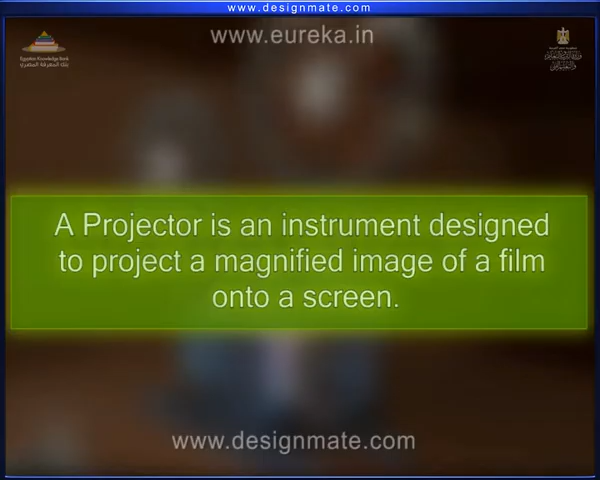 www.designmate.com
www.eureka.in
Egyptian Knowledge Bank
بنك المعرفة المصري
A Projector is an instrument designed
to project a magnified image of a film
onto a screen.
www.designmate.com